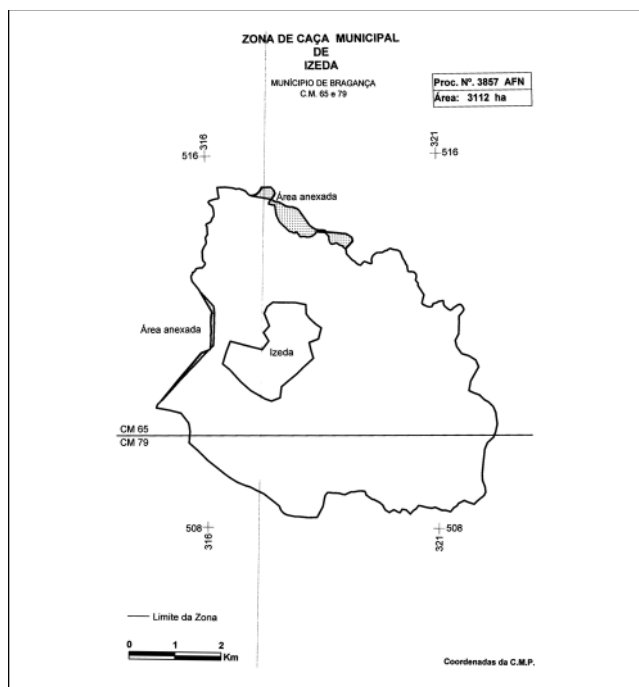 ZONA DE CAÇA MUNICIPAL
DE
IZEDA
MUNÍCIPIO DE BRAGANÇA
C.M. 65 e 79
Proc. Nº. 3857 AFN
Área: 3112 ha
316
516
321
516
Área anexada
Área anexada
Izeda
CM 65
CM 79
508
316
508
321
Limite da Zona
0 1 2
Km
Coordenadas da C.M.P.